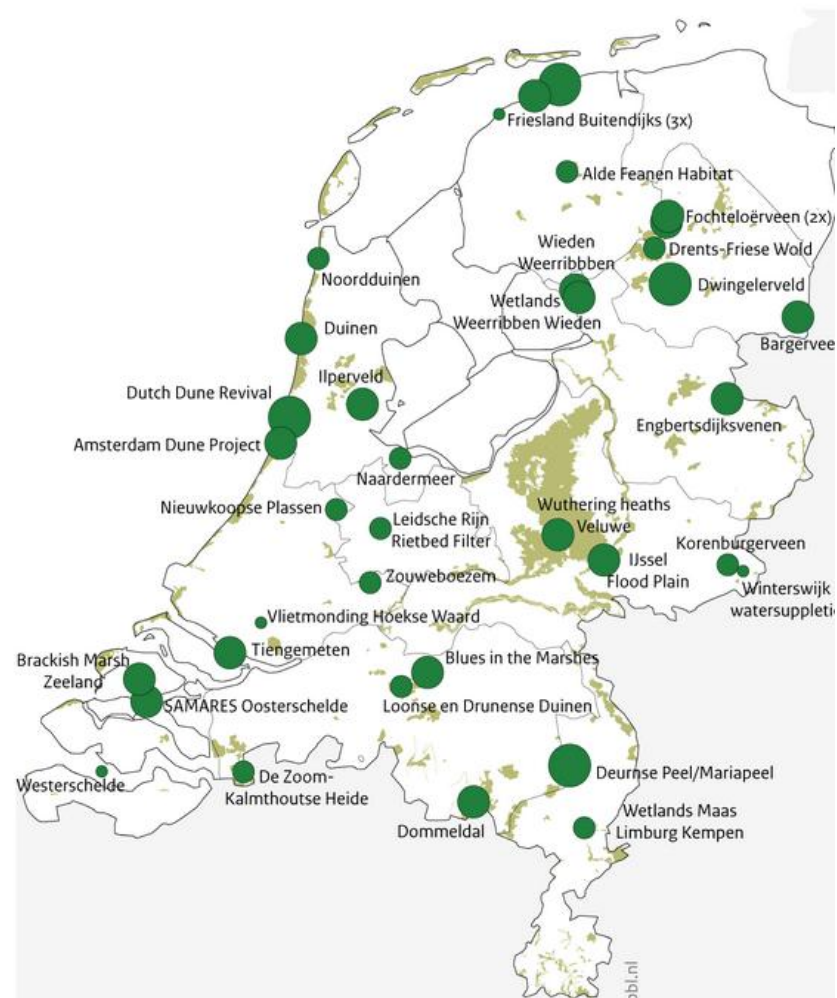 Friesland Buitendijks (3x)
Alde Feanen Habitat
Fochteloërveen (2x)
Wieden
Weerribbben
Drents-Friese Wold
Noordduinen
Dwingelerveld
Wetlands
Weerribben Wieden
Duinen
Bargervee
Ilperveld
Dutch Dune Revival
Engbertsdijksvenen
Amsterdam Dune Project
Naardermeer
Nieuwkoopse Plassen
Leidsche Rijn
Rietbed Filter
Wuthering heaths
Veluwe
Korenburgerveen
IJssel
Flood Plain
Zouweboezem
Winterswijk
watersuppletie
Vlietmonding Hoekse Waard
Tiengemeten
Brackish Marsh
Zeeland
Blues in the Marshes
SAMARES Oosterschelde
Loonse en Drunense Duinen
Westerschelde
De Zoom-
Kalmthoutse Heide
Deurnse Peel/Mariapeel
Dommeldal
Wetlands Maas
Limburg Kempen
pbl.nl